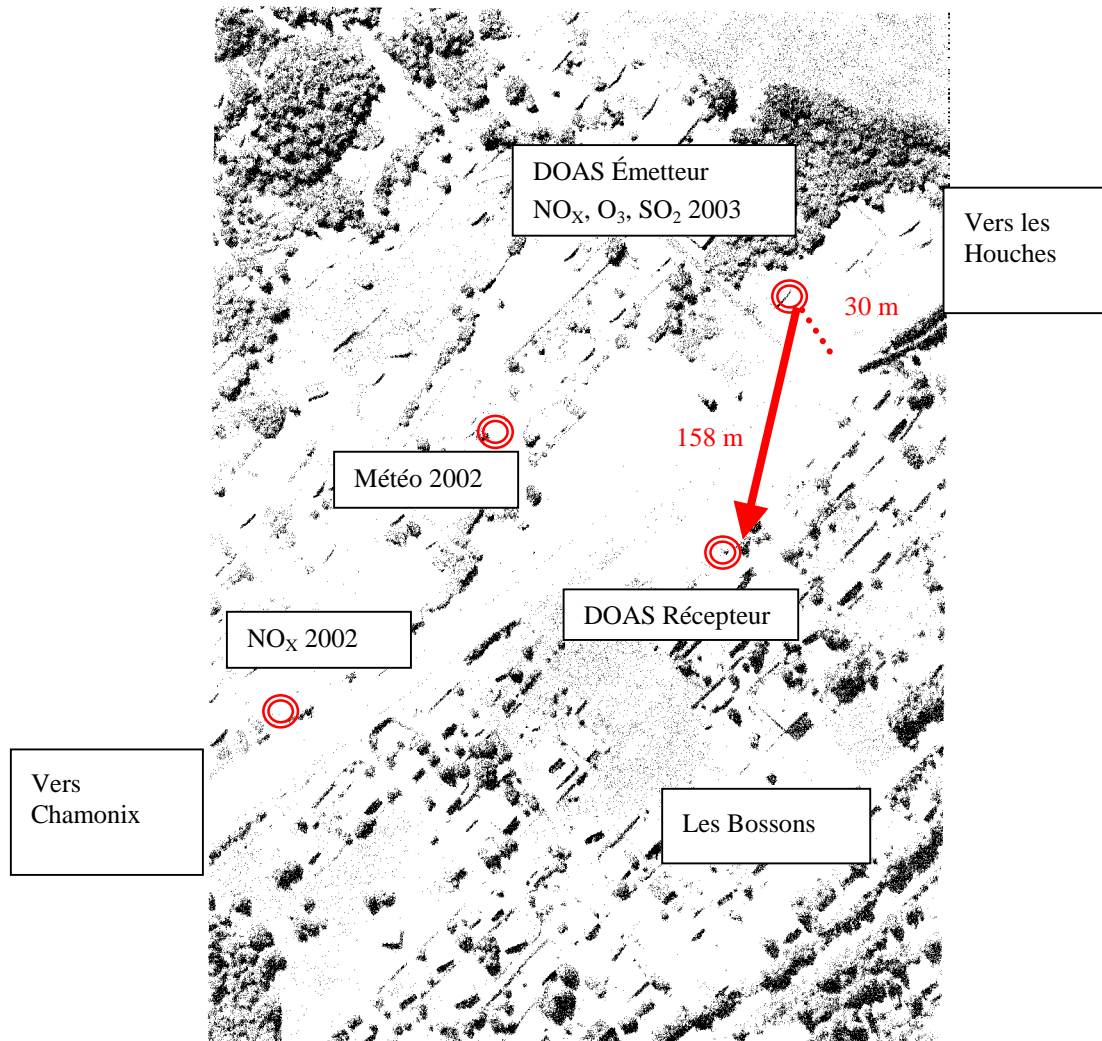 DOAS Émetteur
NOX, O3, SO2 2003
Vers les
Houches
30 m
158 m
Météo 2002
DOAS Récepteur
NOX 2002
Vers
Chamonix
Les Bossons